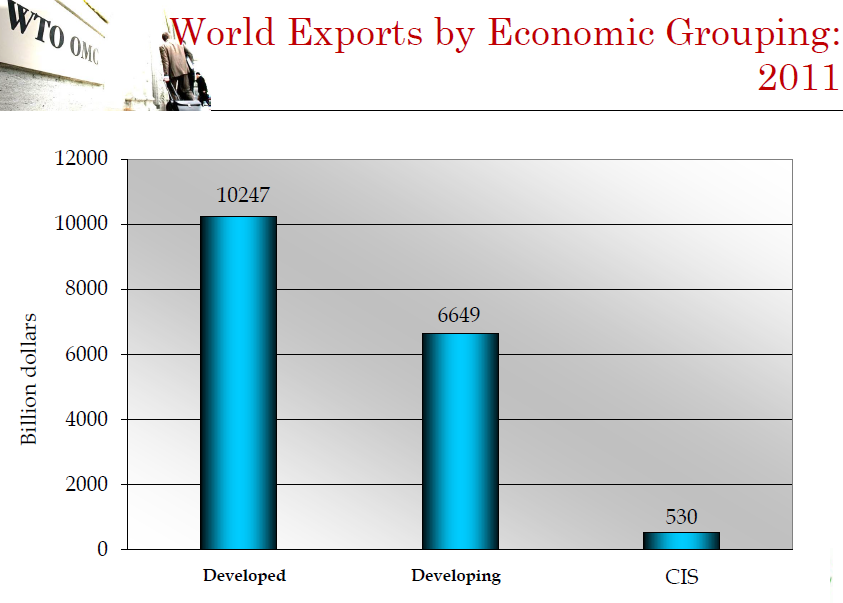 WTO OMC
World Exports by Economic Grouping:
2011
12000
10000
8000
6000
4000
2000
0
Billion dollars
10247
6649
530
Developed
Developing
CIS